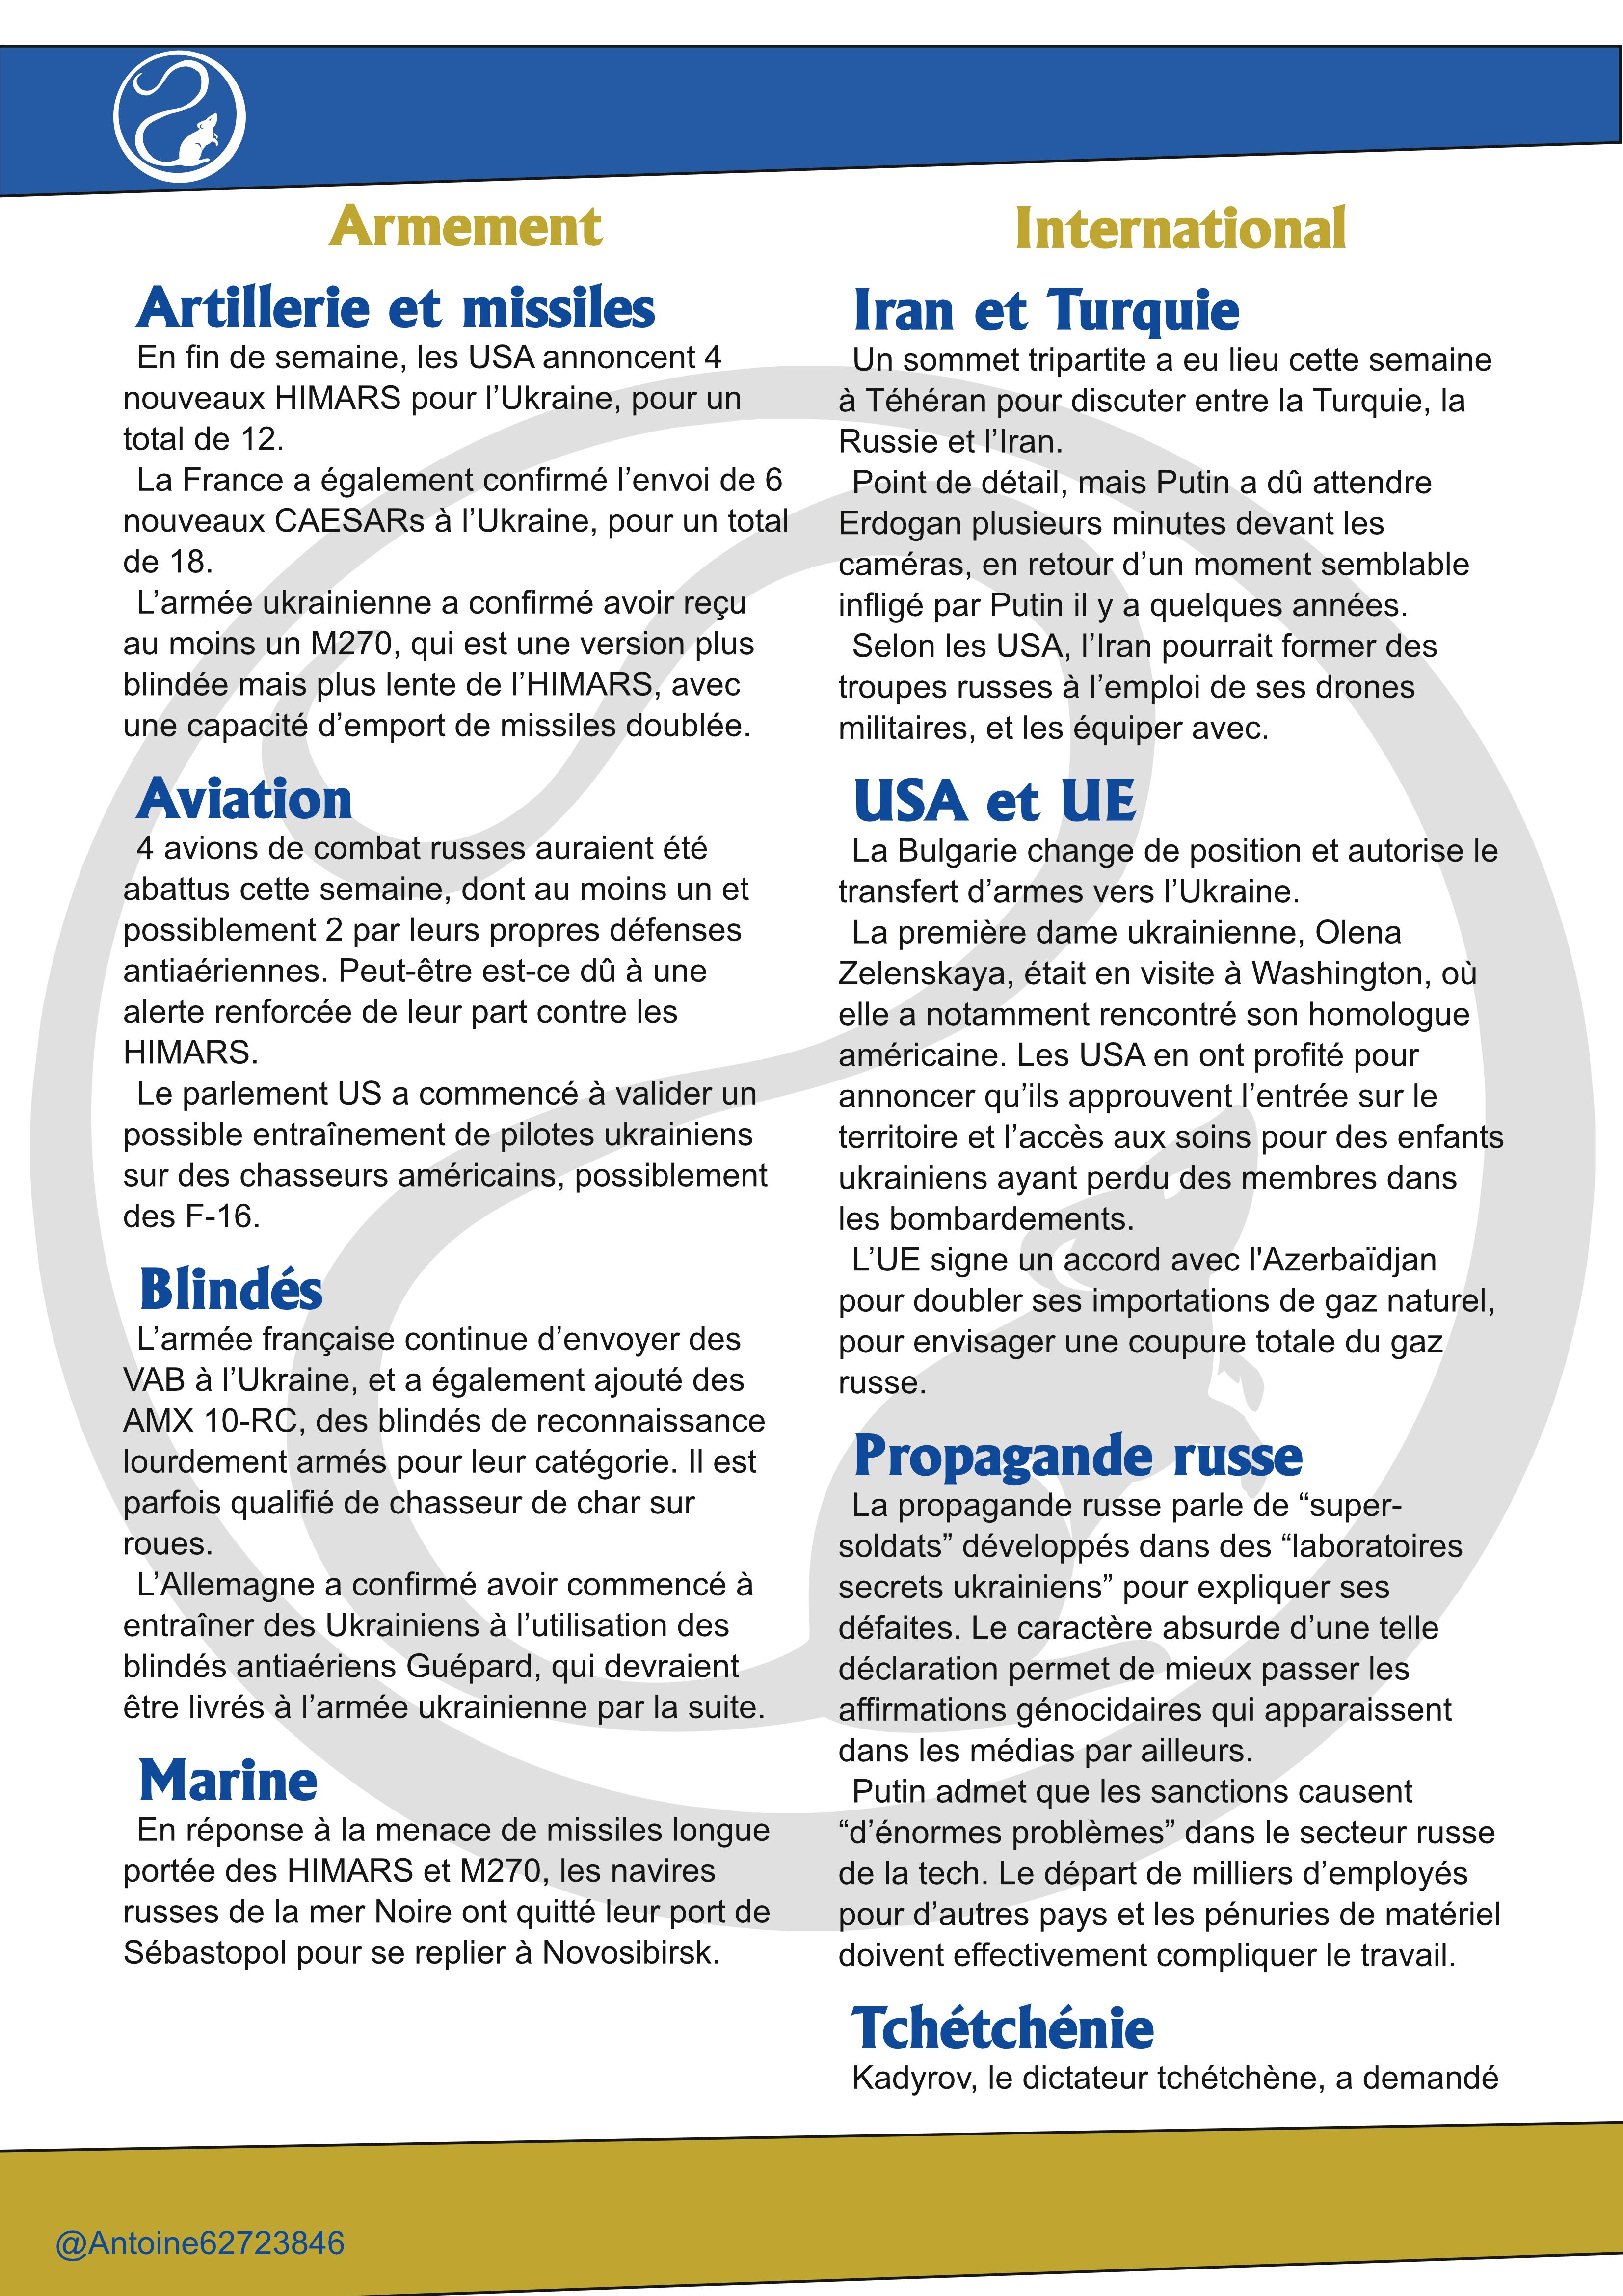 Armement
Artillerie et missiles
En fin de semaine, les USA annoncent 4
nouveaux HIMARS pour l’Ukraine, pour un
total de 12.
La France a également confirmé l’envoi de 6
nouveaux CAESARs à l’Ukraine, pour un total
de 18.
L’armée ukrainienne a confirmé avoir reçu
au moins un M270, qui est une version plus
blindée mais plus lente de l’HIMARS, avec
une capacité d’emport de missiles doublée.
Aviation
4 avions de combat russes auraient été
abattus cette semaine, dont au moins un et
possiblement 2 par leurs propres défenses
antiaériennes. Peut-être est-ce dû à une
alerte renforcée de leur part contre les
HIMARS.
Le parlement US a commencé à valider un
possible entraînement de pilotes ukrainiens
sur des chasseurs américains, possiblement
des F-16.
Blindés
L’armée française continue d’envoyer des
VAB à l’Ukraine, et a également ajouté des
AMX 10-RC, des blindés de reconnaissance
lourdement armés pour leur catégorie. Il est
parfois qualifié de chasseur de char sur
roues.
L’Allemagne a confirmé avoir commencé à
entraîner des Ukrainiens à l’utilisation des
blindés antiaériens Guépard, qui devraient
être livrés à l’armée ukrainienne par la suite.
Marine
En réponse à la menace de missiles longue
portée des HIMARS et M270, les navires
russes de la mer Noire ont quitté leur port de
Sébastopol pour se replier à Novosibirsk.
International
Iran et Turquie
Un sommet tripartite a eu lieu cette semaine
à Téhéran pour discuter entre la Turquie, la
Russie et l’Iran.
Point de détail, mais Putin a dû attendre
Erdogan plusieurs minutes devant les
caméras, en retour d’un moment semblable
infligé par Putin il y a quelques années.
Selon les USA, l’Iran pourrait former des
troupes russes à l’emploi de ses drones
militaires, et les équiper avec.
USA et UE
La Bulgarie change de position et autorise le
transfert d’armes vers l’Ukraine.
La première dame ukrainienne, Olena
Zelenskaya, était en visite à Washington, où
elle a notamment rencontré son homologue
américaine. Les USA en ont profité pour
annoncer qu’ils approuvent l’entrée sur le
territoire et l’accès aux soins pour des enfants
ukrainiens ayant perdu des membres dans
les bombardements.
L’UE signe un accord avec l'Azerbaïdjan
pour doubler ses importations de gaz naturel,
pour envisager une coupure totale du gaz
russe.
Propagande russe
La propagande russe parle de “super-
soldats” développés dans des “laboratoires
secrets ukrainiens” pour expliquer ses
défaites. Le caractère absurde d’une telle
déclaration permet de mieux passer les
affirmations génocidaires qui apparaissent
dans les médias par ailleurs.
Putin admet que les sanctions causent
“d’énormes problèmes” dans le secteur russe
de la tech. Le départ de milliers d’employés
pour d’autres pays et les pénuries de matériel
doivent effectivement compliquer le travail.
Tchétchénie
Kadyrov, le dictateur tchétchène, a demandé
@Antoine62723846